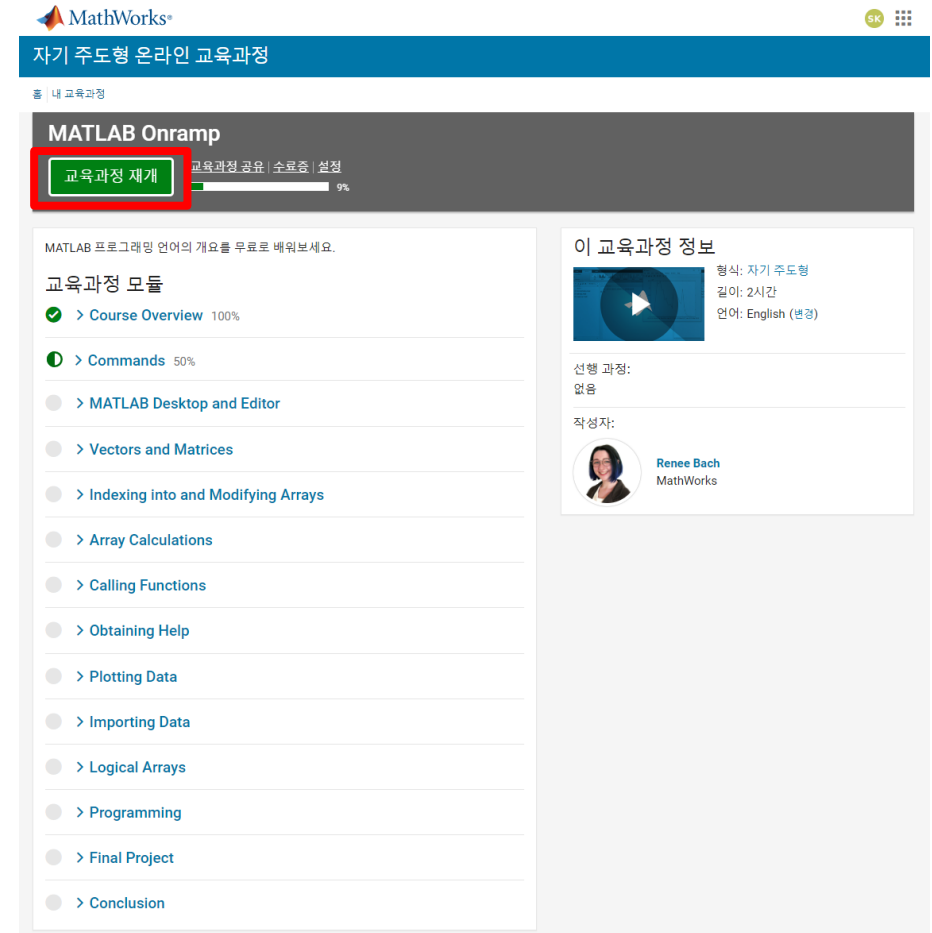 MathWorks®
SK
자기 주도형 온라인 교육과정
홈 | 내 교육과정
MATLAB Onramp
교육과정 재개
교육과정 공유 | 수료증 | 설정
9%
MATLAB 프로그래밍 언어의 개요를 무료로 배워보세요.
교육과정 모듈
Course Overview 100%
Commands 50%
MATLAB Desktop and Editor
Vectors and Matrices
Indexing into and Modifying Arrays
Array Calculations
Calling Functions
Obtaining Help
Plotting Data
Importing Data
Logical Arrays
Programming
Final Project
Conclusion
이 교육과정 정보
형식: 자기 주도형
길이: 2시간
언어: English (변경)
선행 과정:
없음
작성자:
Renee Bach
MathWorks